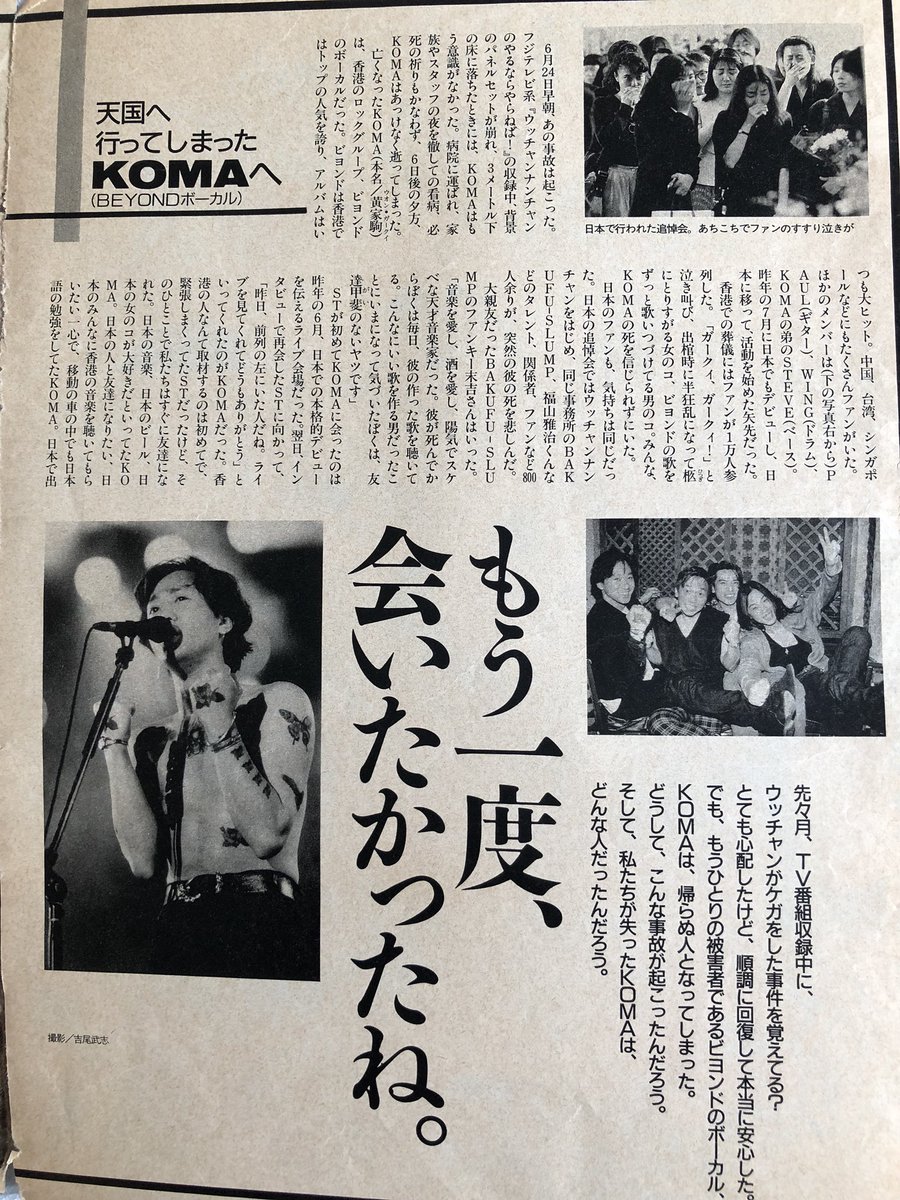 天国へ
行ってしまった
KOMAへ
(BEYONDボーカル)
6月24日早朝、あの事故は起こった。
フジテレビ系『ウッチャンナンチャン
のやるならやらねば！』の収録中、背景
のパネルセットが崩れ、3メートル下
の床に落ちたときには、KOMAはも
う意識がなかった。病院に運ばれ、家
族やスタッフの夜を徹しての看病、必
死の祈りもかなわず、6日後の夕方、
KOMAはあっけなく逝ってしまった。
亡くなったKOMA(本名/黄家駒)
ウオン・ガークイ
は、香港のロックグループ、ビヨンド
のボーカルだった。ビヨンドは香港で
はトップの人気を誇り、アルバムはい
日本で行われた追悼会。あちこちでファンのすすり泣きが
つも大ヒット。中国、台湾、シンガポ
ールなどにもたくさんファンがいた。
ほかのメンバーは(下の写真右から)P
AUL(ギター)、WING(ドラム)、
KOMAの弟のSTEVE(ベース)。
昨年の7月に日本でもデビューし、日
本に移って、活動を始めた矢先だった。
香港での葬儀にはファンが1万人参
列した。「ガークィ、ガークィ！」と
泣き叫び、出棺時に半狂乱になって柩
ひつぎ
にとりすがる女のコ、ビヨンドの歌を
ずっと歌いつづけてる男のコ。みんな、
KOMAの死を信じられずにいた。
日本のファンも、気持ちは同じだっ
た。日本の追悼会ではウッチャンナン
チャンをはじめ、同じ事務所のBAK
UFU-SLUMP、福山雅治くんな
どのタレント、関係者、ファンなど800
人余りが、突然の彼の死を悲しんだ。
大親友だったBAKUFU-SLU
MPのファンキー末吉さんはいった。
「音楽を愛し、酒を愛し、陽気でスケ
べな天才音楽家だった。彼が死んでか
らぼくは毎日、彼の作った歌を聴いて
る。こんなにいい歌を作る男だったこ
とにいまになって気づいたぼくは、友
達甲斐のないヤツです」
がい
STが初めてKOMAに会ったのは
昨年の6月、日本での本格的デビュー
を伝えるライブ会場だった。翌日、イン
タビューで再会したSTに向かって、
「昨日、前列の左にいた人だね。ライ
ブを見てくれてどうもありがとう」と
いってくれたのがKOMAだった。香
港の人なんて取材するのは初めてで、
緊張しまくってたSTだったけど、そ
のひとことで私たちはすぐに友達にな
れた。日本の音楽、日本のビール、日
本の女のコが大好きだといってたKO
MA。日本の人と友達になりたい、日
本のみんなに香港の音楽を聴いてもら
いたい一心で、移動の車の中でも日本
語の勉強をしてたKOMA。日本で出
もう一度、
会いたかったね。
先々月、TV番組収録中に、
ウッチャンがケガをした事件を覚えてる？
とても心配したけど、順調に回復して本当に安心した。
でも、もうひとりの被害者であるビヨンドのボーカル、
KOMAは、帰らぬ人となってしまった。
どうして、こんな事故が起こったんだろう。
そして、私たちが失ったKOMAは、
どんな人だったんだろう。
撮影/吉尾武志